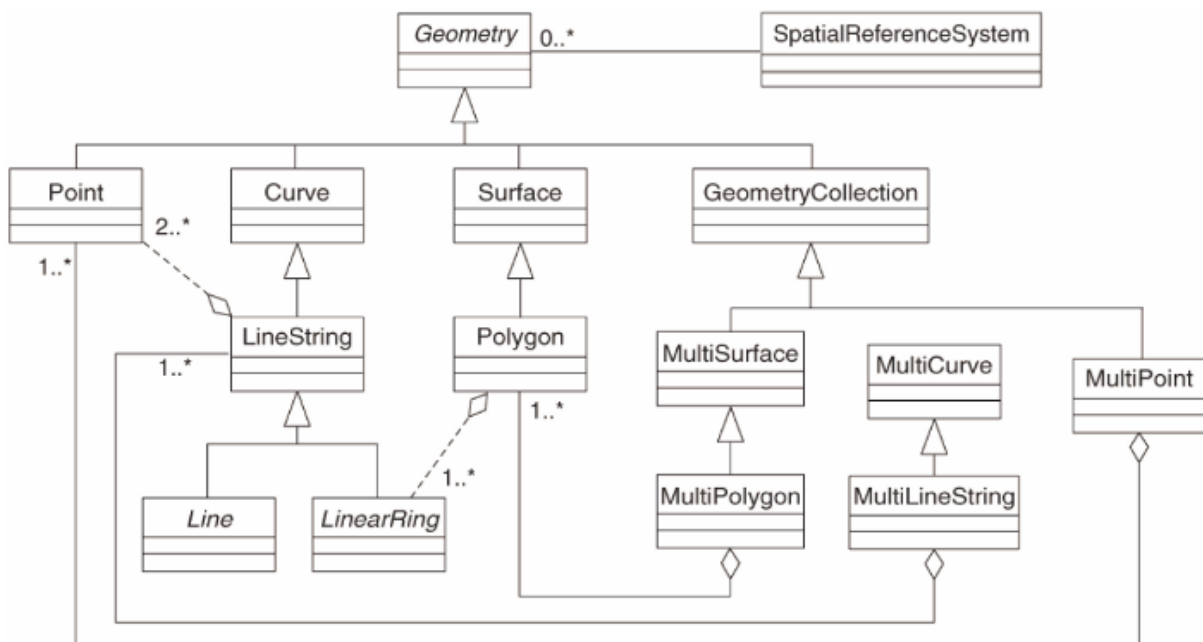 Geometry
0..*
SpatialReferenceSystem
Point
Curve
Surface
GeometryCollection
2..*
1..*
LineString
Polygon
MultiSurface
MultiCurve
MultiPoint
1..*
1..*
1..*
Line
LinearRing
MultiPolygon
MultiLineString